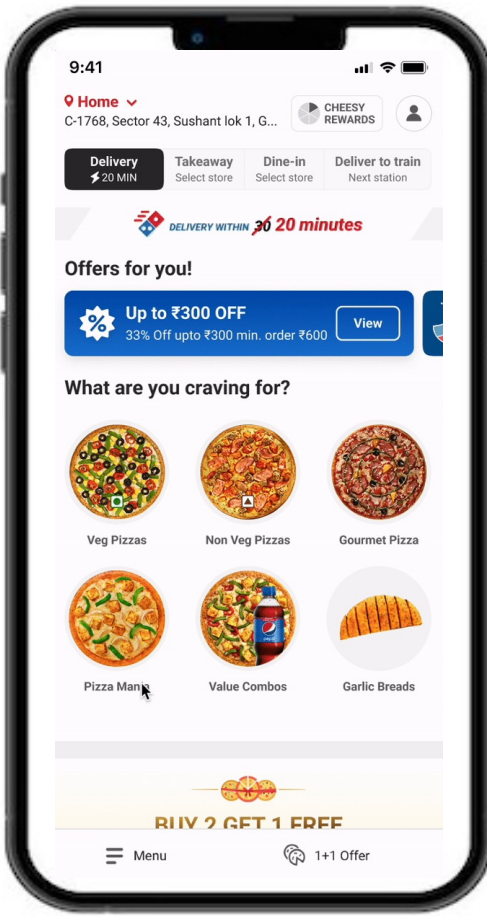 9:41
Home
C-1768, Sector 43, Sushant lok 1, G...
CHEESY
REWARDS
Delivery
20 MIN
Takeaway
Select store
Dine-in
Select store
Deliver to train
Next station
DELIVERY WITHIN 30 20 minutes
Offers for you!
Up to ₹300 OFF
33% Off upto ₹300 min. order ₹600
View
What are you craving for?
Veg Pizzas
Non Veg Pizzas
Gourmet Pizza
pepsi
Pizza Mania
Value Combos
Garlic Breads
BUY 2 GET 1 FREE
Menu
1+1 Offer